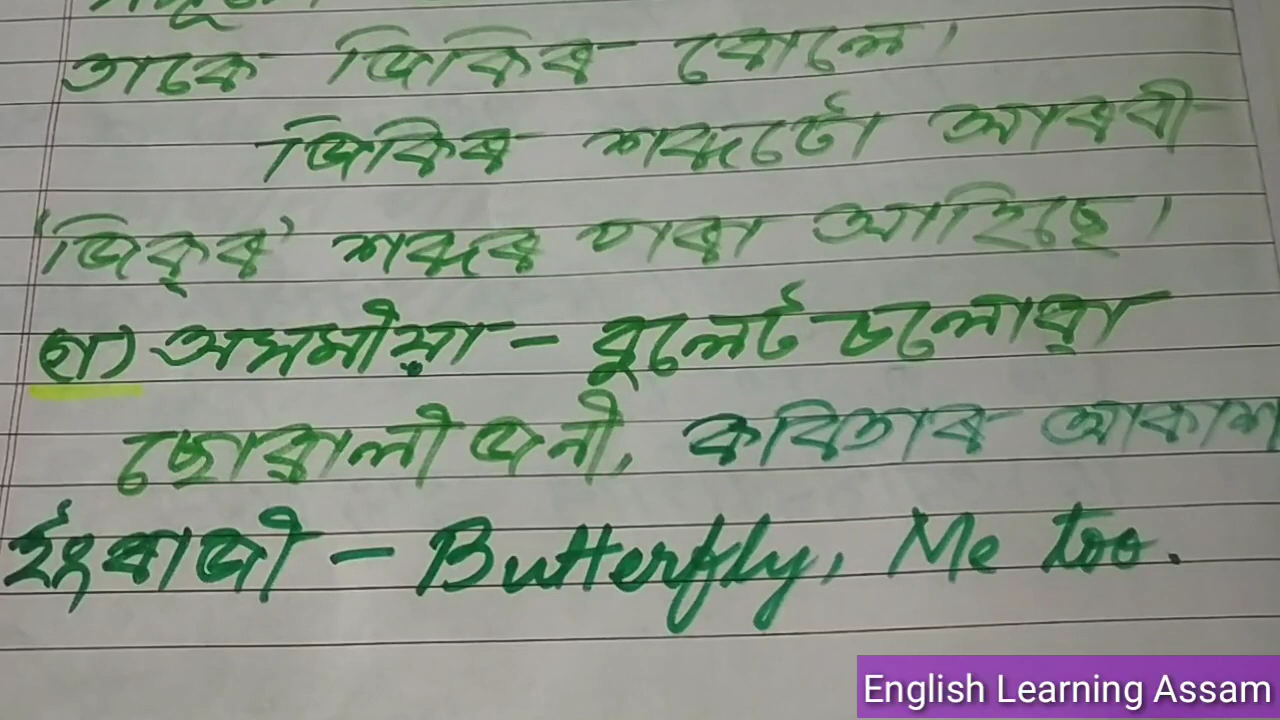 তাকে জিকিৰ বোলে।
জিকিৰ শব্দটো আৰবী
'জিক্ৰ' শব্দৰ পৰা আহিছে।
গ) অসমীয়া - বুলেট চলোৱা
ছোৱালীজনী, কবিতাৰ আকাশ
ইংৰাজী - Butterfly, Me too.
English Learning Assam